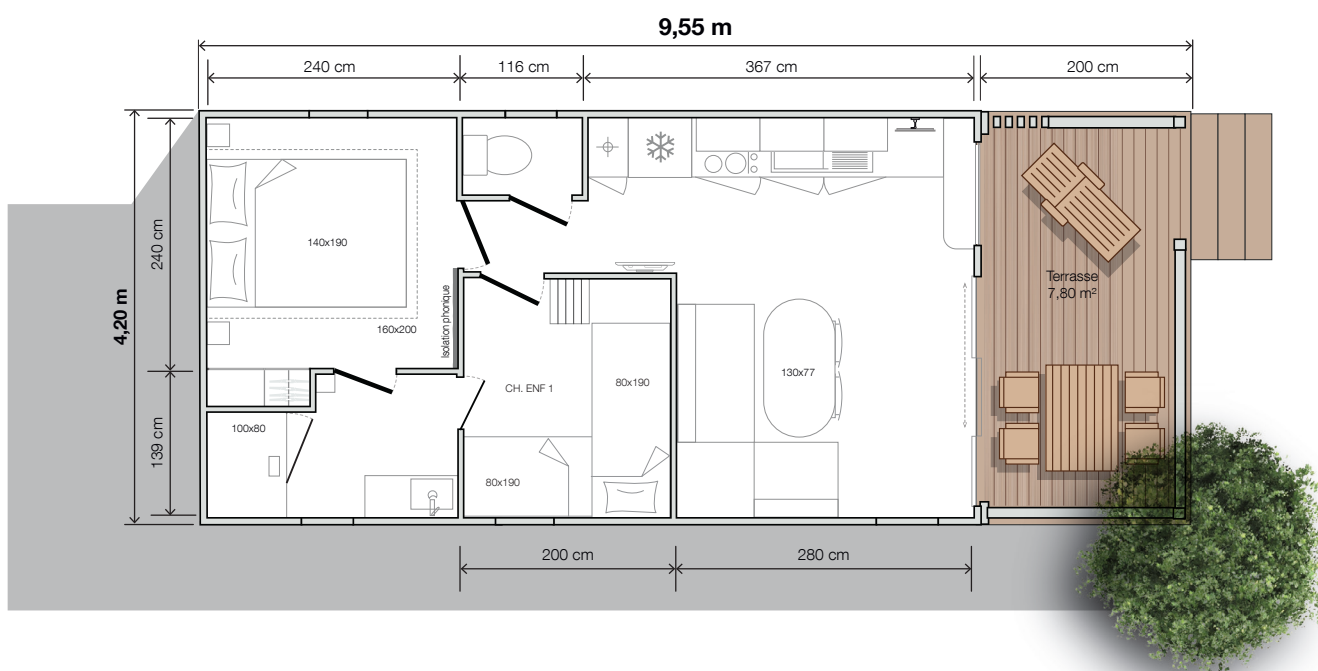 9,55 m
240 cm
116 cm
367 cm
200 cm
4,20 m
240 cm
139 cm
140x190
160x200
Isolation phonique
CH. ENF 1
80x190
80x190
100x80
130x77
Terrasse
7,80 m²
200 cm
280 cm